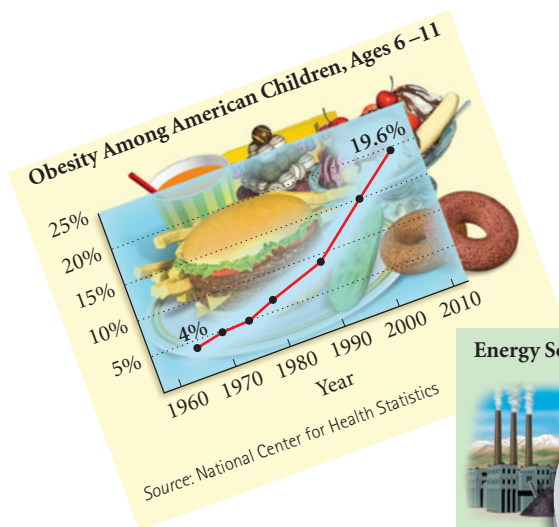 Obesity Among American Children, Ages 6–11
25%
20%
15%
10%
5%
4%
19.6%
1960 1970 1980 1990 2000 2010
Year
Source: National Center for Health Statistics
Energy So